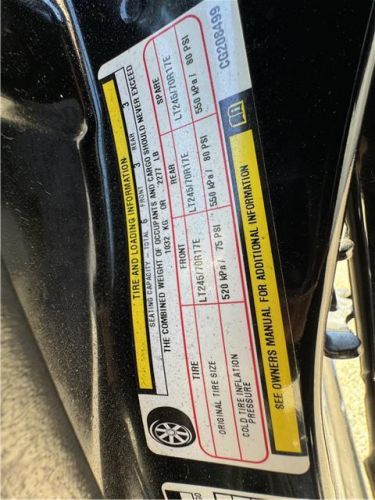 TIRE AND LOADING INFORMATION
SEATING CAPACITY - TOTAL 6 FRONT 3 REAR 3
THE COMBINED WEIGHT OF OCCUPANTS AND CARGO SHOULD NEVER EXCEED
1032 KG OR 2277 LB
TIRE FRONT REAR SPARE
ORIGINAL TIRE SIZE LT245/70R17E LT245/70R17E LT245/70R17E
COLD TIRE INFLATION PRESSURE 520 kPa/ 75 PSI 550 kPa/ 80 PSI 550 kPa/ 80 PSI
SEE OWNERS MANUAL FOR ADDITIONAL INFORMATION
CG208499